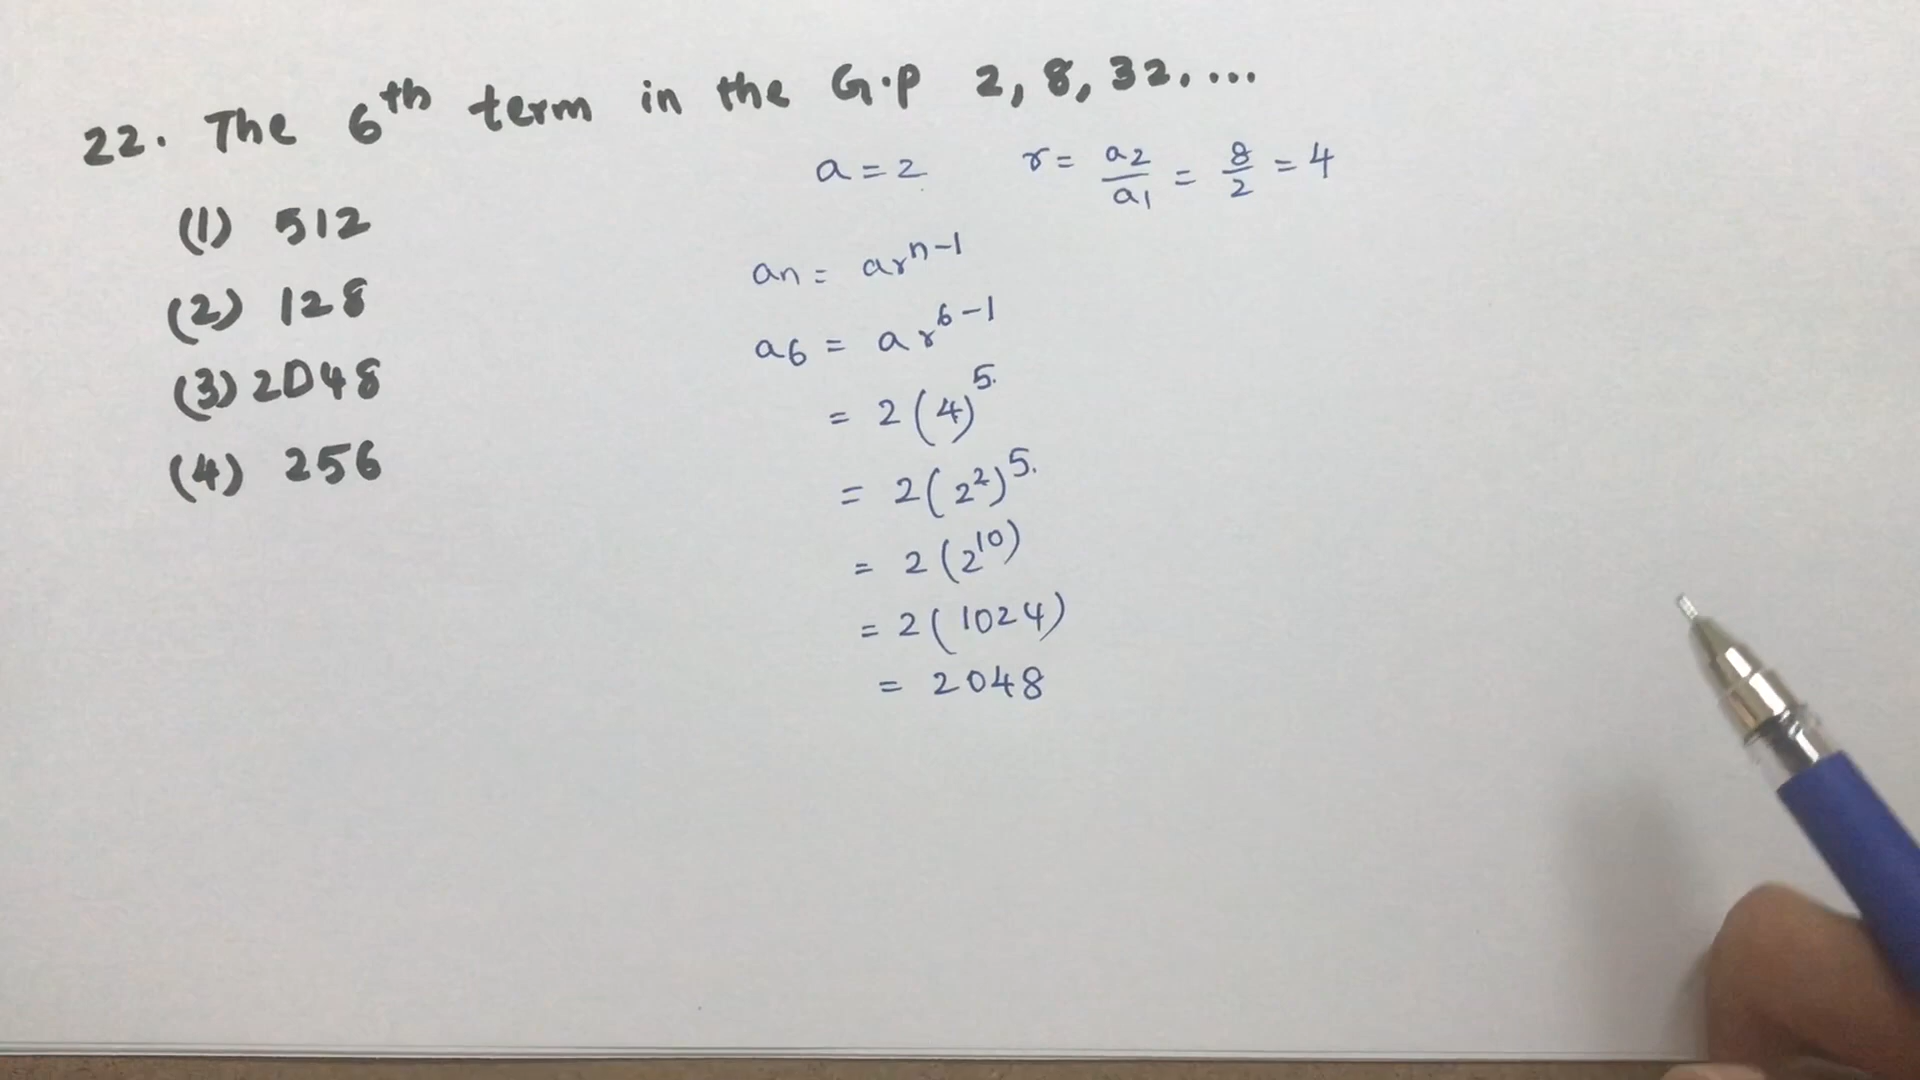 22. The 6th term in the G.P 2, 8, 32, ....
a = 2 r = a2/a1 = 8/2 = 4
(1) 512
(2) 128
(3) 2048
(4) 256
an = ar^n-1
a6 = ar^6-1
= 2(4)^5.
= 2(2^2)^5.
= 2(2^10)
= 2(1024)
= 2048